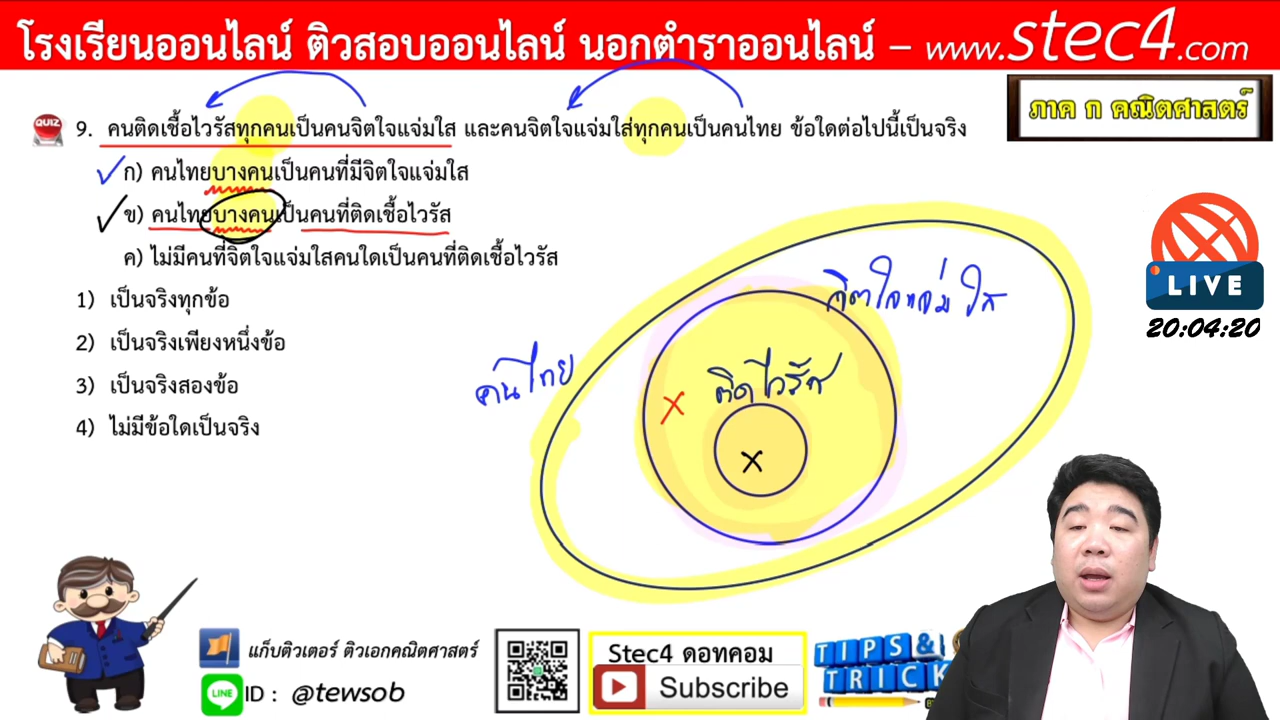 โรงเรียนออนไลน์ ติวสอบออนไลน์ นอกตำราออนไลน์ – www.stec4.com
ภาค ก คณิตศาสตร์
QUIZ
9. คนติดเชื้อไวรัสทุกคนเป็นคนจิตใจแจ่มใส และคนจิตใจแจ่มใส่ทุกคนเป็นคนไทย ข้อใดต่อไปนี้เป็นจริง
ก) คนไทยบางคนเป็นคนที่มีจิตใจแจ่มใส
ข) คนไทยบางคนเป็นคนที่ติดเชื้อไวรัส
ค) ไม่มีคนที่จิตใจแจ่มใสคนใดเป็นคนที่ติดเชื้อไวรัส
1) เป็นจริงทุกข้อ
2) เป็นจริงเพียงหนึ่งข้อ
3) เป็นจริงสองข้อ
4) ไม่มีข้อใดเป็นจริง
จิตใจแจ่มใส
คนไทย
ติดไวรัส
LIVE
20:04:20
แก็บติวเตอร์ ติวเอกคณิตศาสตร์
LINE ID : @tewsob
Stec4 ดอทคอม
Subscribe
TIPS &
TRICK